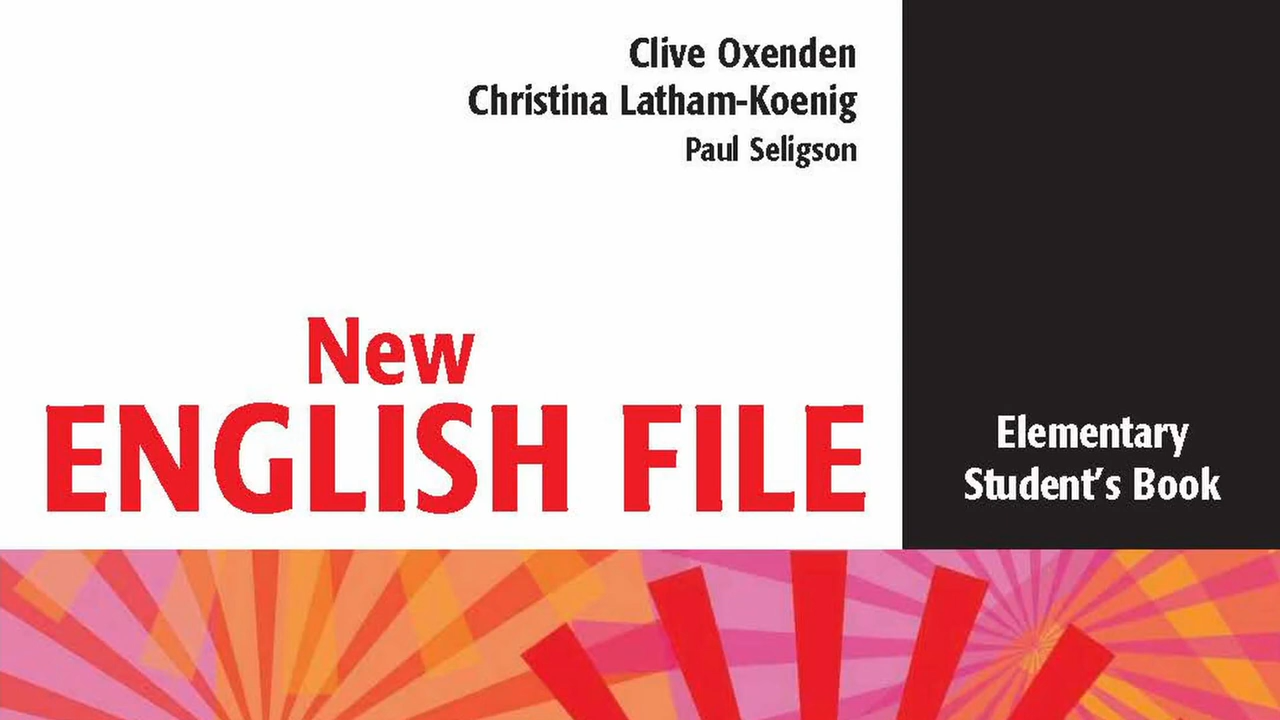 Clive Oxenden
Christina Latham-Koenig
Paul Seligson
New
ENGLISH FILE
Elementary
Student's Book